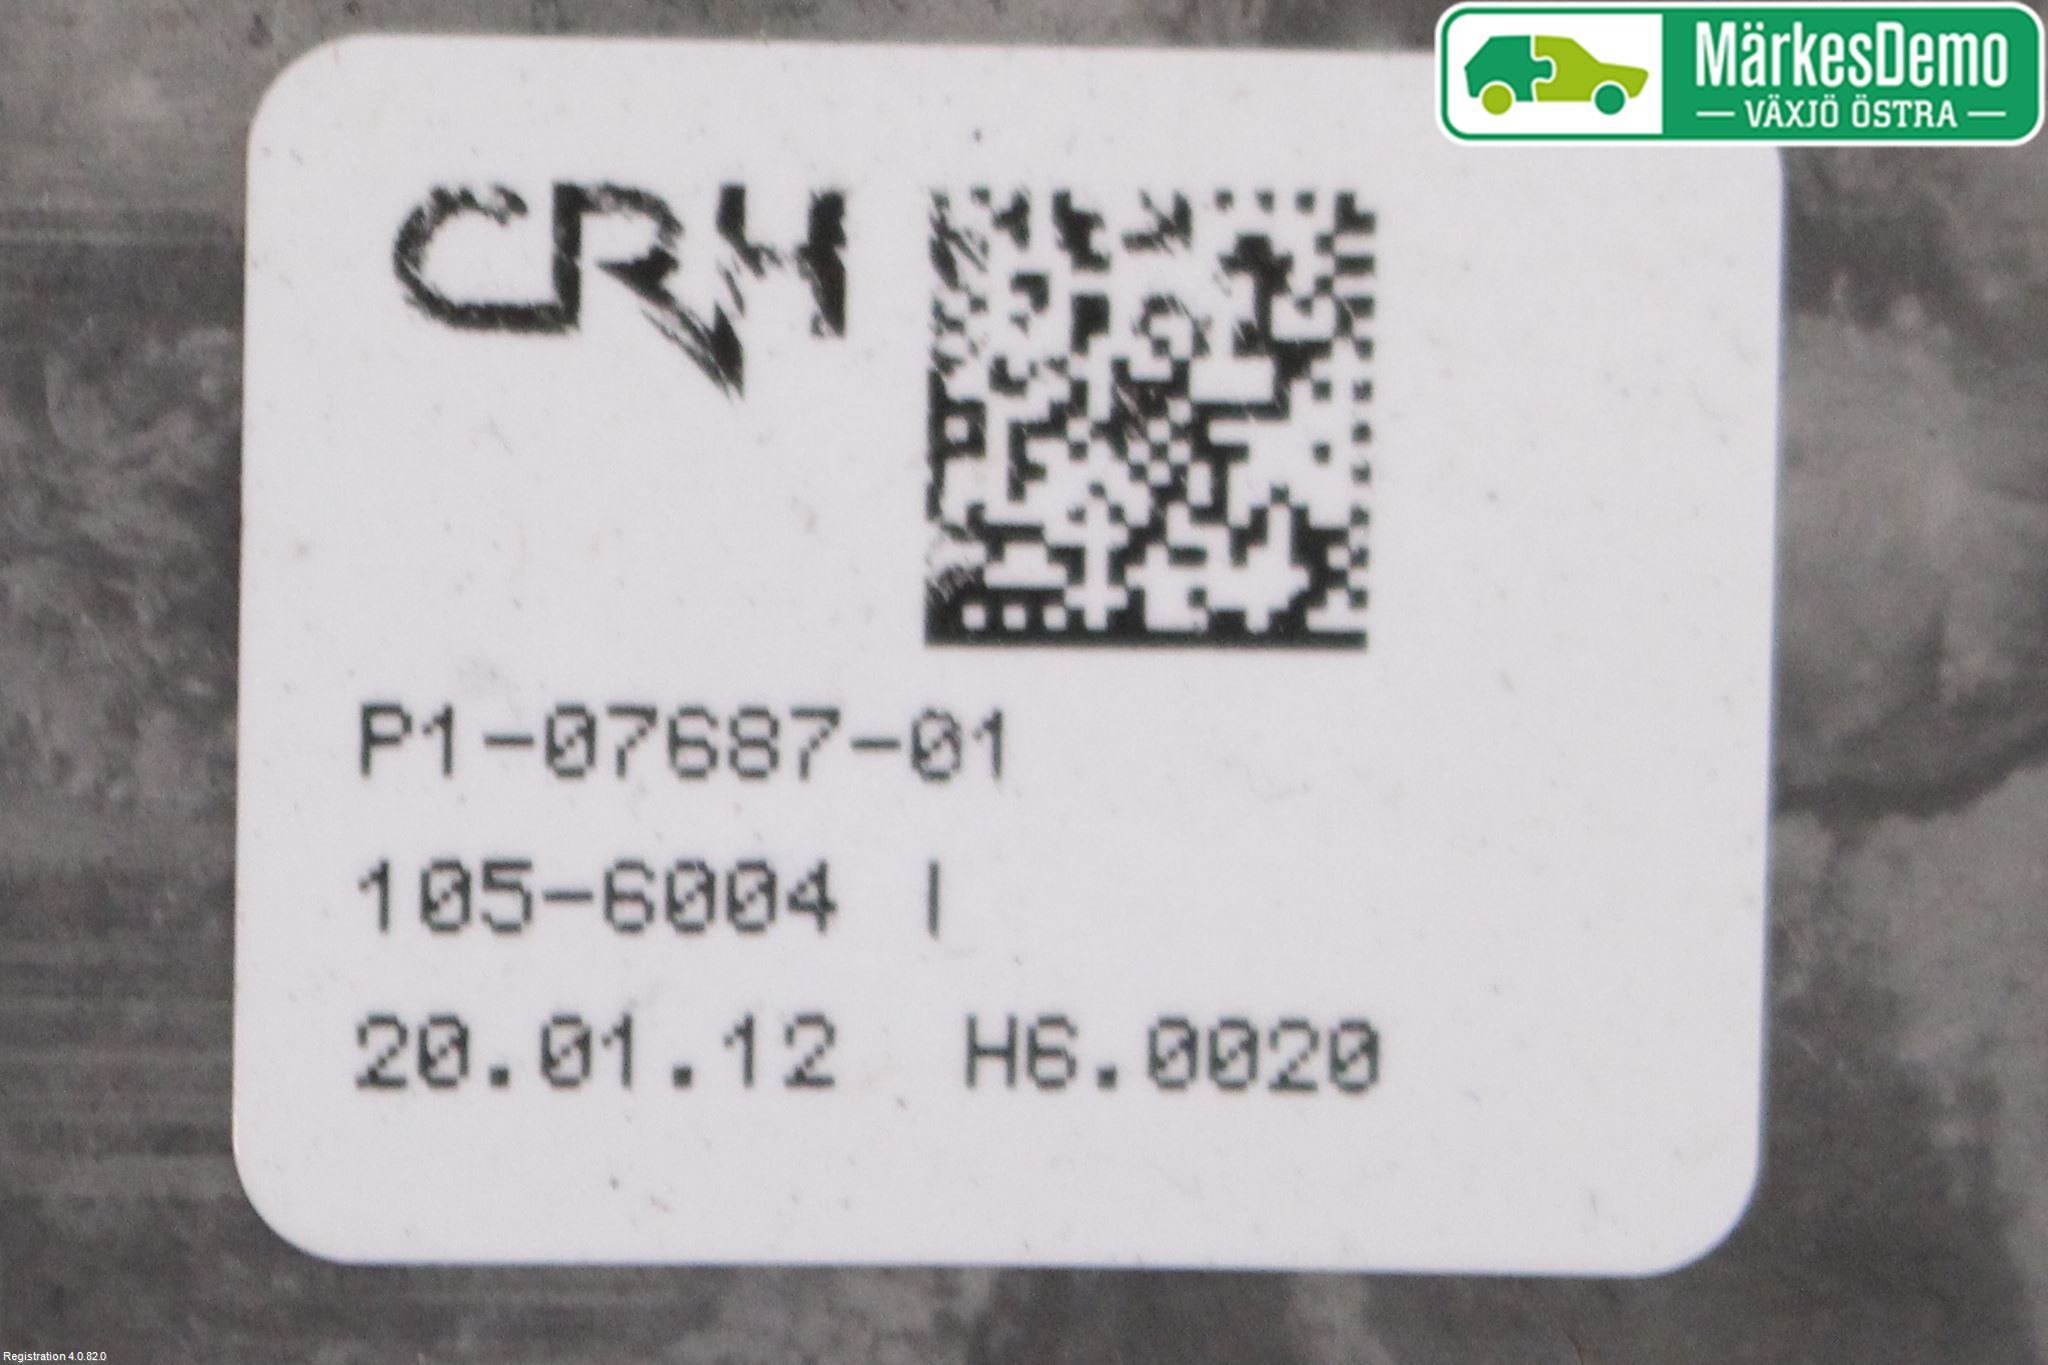 MärkesDemo
— VÄXJÖ ÖSTRA —
CRH
P1-07687-01
105-6004 |
20.01.12 H6.0020
Registration 4.0.82.0